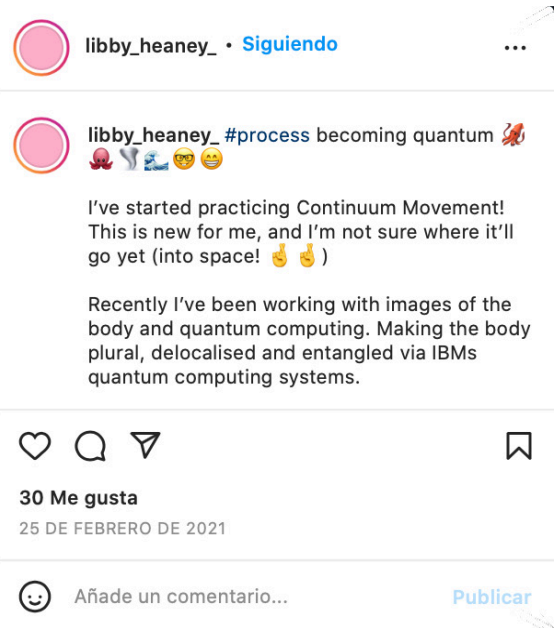 libby_heaney_ • Siguiendo
libby_heaney_ #process becoming quantum 🦑
🐙🌪️🌊🤓😁
I’ve started practicing Continuum Movement!
This is new for me, and I’m not sure where it’ll
go yet (into space! 🤞🤞)
Recently I’ve been working with images of the
body and quantum computing. Making the body
plural, delocalised and entangled via IBMs
quantum computing systems.
30 Me gusta
25 DE FEBRERO DE 2021
Añade un comentario...
Publicar